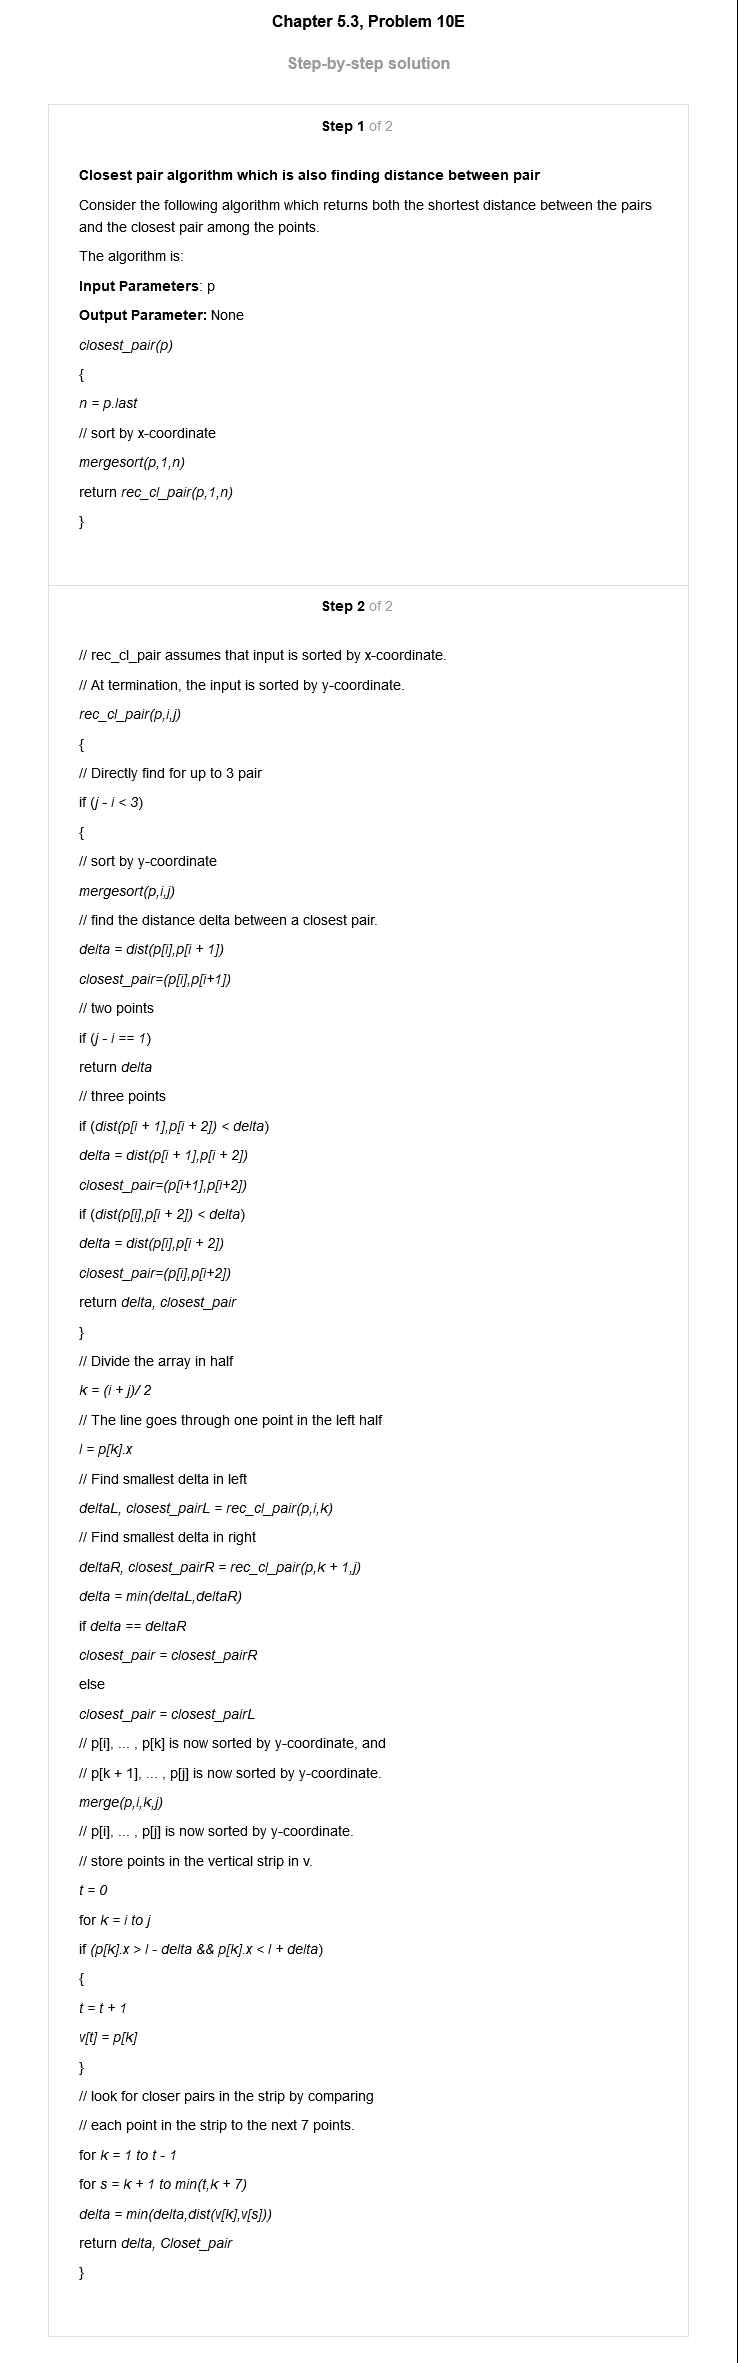 Chapter 5.3, Problem 10E
Step-by-step solution
Step 1 of 2
Closest pair algorithm which is also finding distance between pair
Consider the following algorithm which returns both the shortest distance between the pairs
and the closest pair among the points.
The algorithm is:
Input Parameters: p
Output Parameter: None
closest_pair(p)
{
n = p.last
// sort by x-coordinate
mergesort(p,1,n)
return rec_cl_pair(p,1,n)
}
Step 2 of 2
// rec_cl_pair assumes that input is sorted by x-coordinate.
// At termination, the input is sorted by y-coordinate.
rec_cl_pair(p,i,j)
{
// Directly find for up to 3 pair
if (j - i < 3)
{
// sort by y-coordinate
mergesort(p,i,j)
// find the distance delta between a closest pair.
delta = dist(p[i],p[i + 1])
closest_pair=(p[i],p[i+1])
// two points
if (j - i == 1)
return delta
// three points
if (dist(p[i + 1],p[i + 2]) < delta)
delta = dist(p[i + 1],p[i + 2])
closest_pair=(p[i+1],p[i+2])
if (dist(p[i],p[i + 2]) < delta)
delta = dist(p[i],p[i + 2])
closest_pair=(p[i],p[i+2])
return delta, closest_pair
}
// Divide the array in half
k = (i + j)/ 2
// The line goes through one point in the left half
l = p[k].x
// Find smallest delta in left
deltaL, closest_pairL = rec_cl_pair(p,i,k)
// Find smallest delta in right
deltaR, closest_pairR = rec_cl_pair(p,k + 1,j)
delta = min(deltaL,deltaR)
if delta == deltaR
closest_pair = closest_pairR
else
closest_pair = closest_pairL
// p[i], ... , p[k] is now sorted by y-coordinate, and
// p[k + 1], ... , p[j] is now sorted by y-coordinate.
merge(p,i,k,j)
// p[i], ... , p[j] is now sorted by y-coordinate.
// store points in the vertical strip in v.
t = 0
for k = i to j
if (p[k].x > l - delta && p[k].x < l + delta)
{
t = t + 1
v[t] = p[k]
}
// look for closer pairs in the strip by comparing
// each point in the strip to the next 7 points.
for k = 1 to t - 1
for s = k + 1 to min(t,k + 7)
delta = min(delta,dist(v[k],v[s]))
return delta, Closet_pair
}